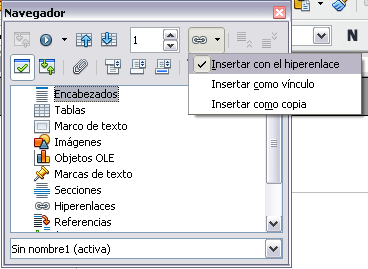 Navegador
1
N
Insertar con el hiperenlace
Insertar como vínculo
Insertar como copia
Encabezados
Tablas
Marco de texto
Imágenes
Objetos OLE
Marcas de texto
Secciones
Hiperenlaces
Referencias
Sin nombre1 (activa)